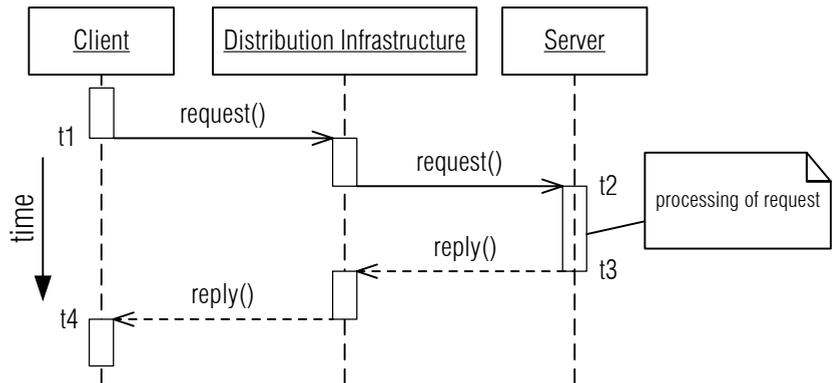 Client
Distribution Infrastructure
Server
request()
t1
request()
t2
processing of request
time
reply()
t3
reply()
t4